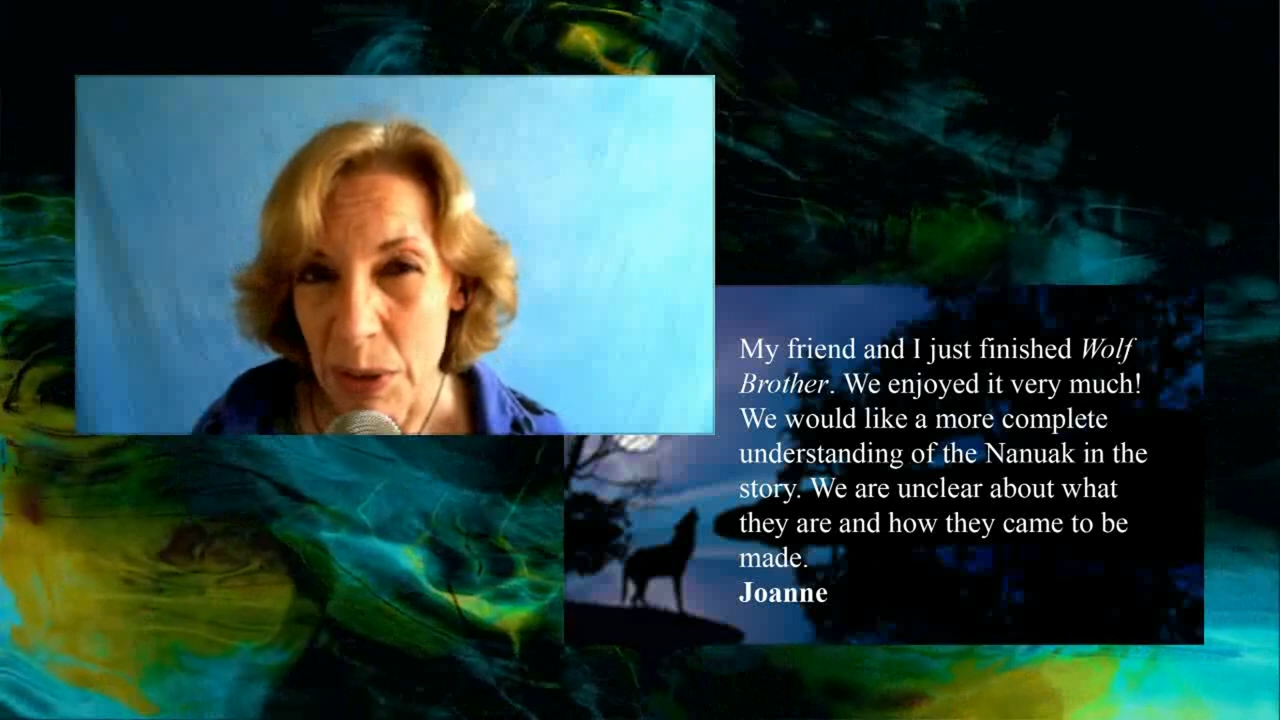 My friend and I just finished Wolf
Brother. We enjoyed it very much!
We would like a more complete
understanding of the Nanuak in the
story. We are unclear about what
they are and how they came to be
made.
Joanne